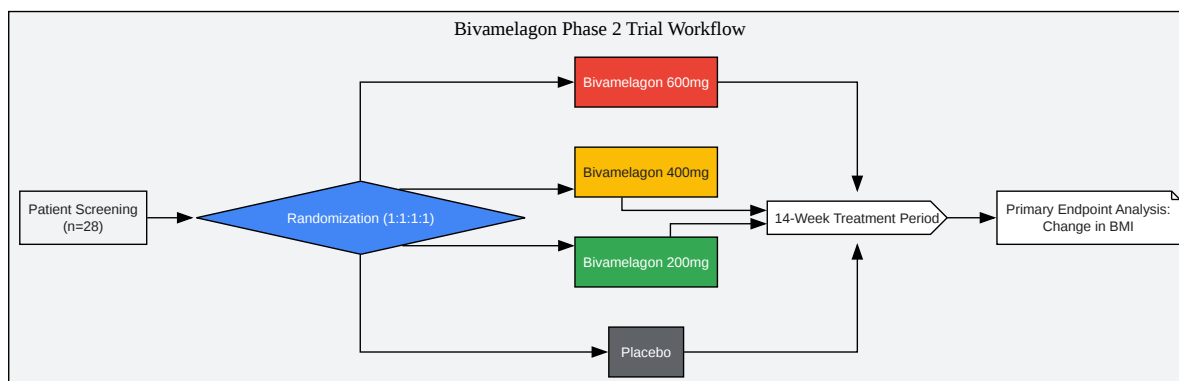 Bivamelagon Phase 2 Trial Workflow
Bivamelagon 600mg
Bivamelagon 400mg
Patient Screening
(n=28)
Randomization (1:1:1:1)
14-Week Treatment Period
Primary Endpoint Analysis:
Change in BMI
Bivamelagon 200mg
Placebo